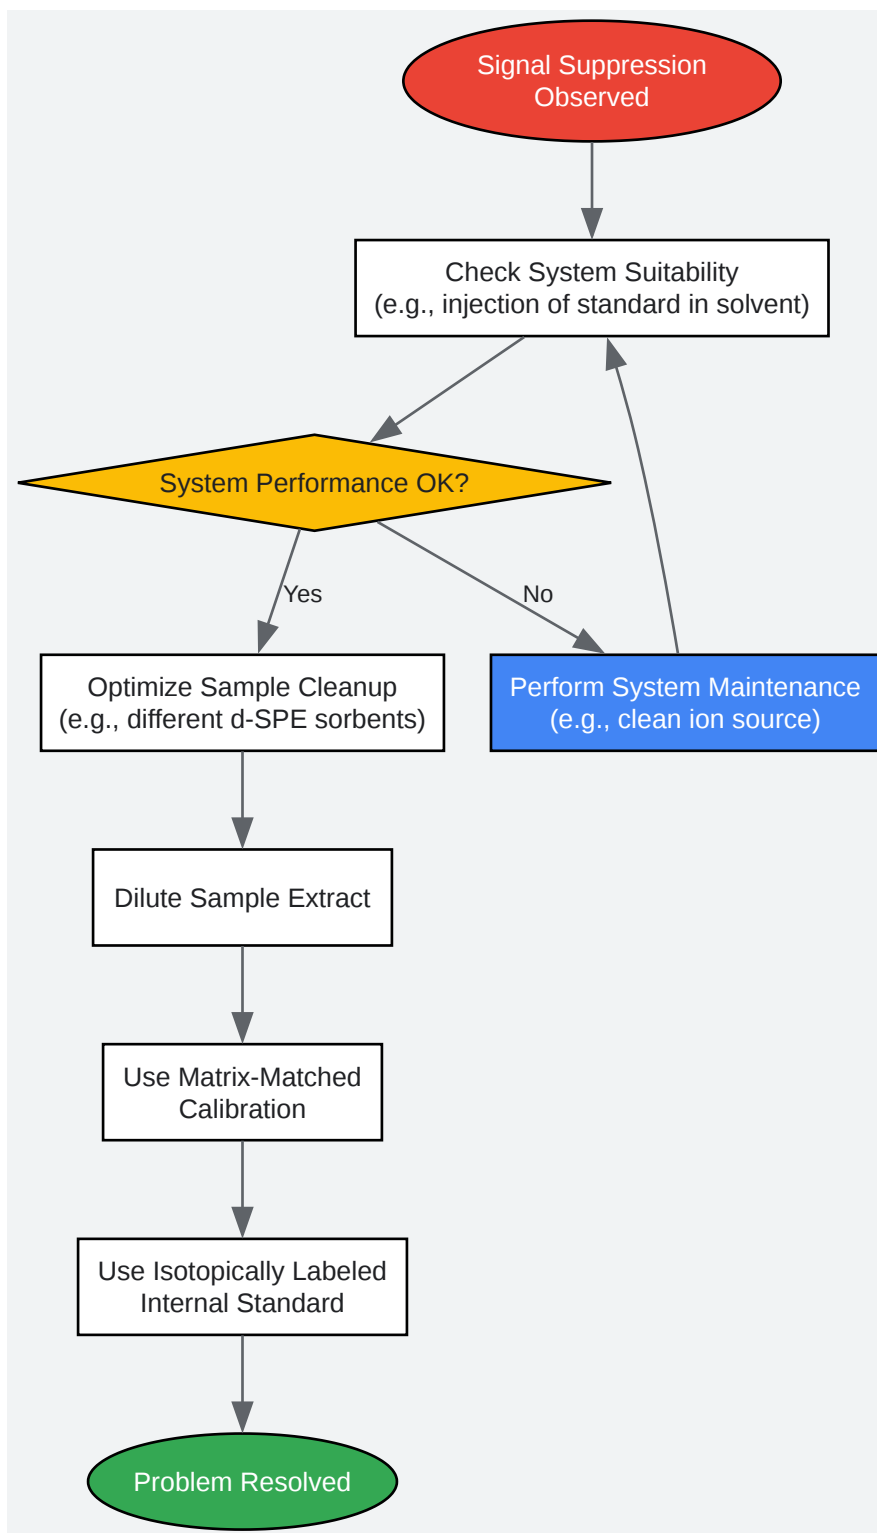 Signal Suppression
Observed
Check System Suitability
(e.g., injection of standard in solvent)
System Performance OK?
Yes
No
Optimize Sample Cleanup
(e.g., different d-SPE sorbents)
Perform System Maintenance
(e.g., clean ion source)
Dilute Sample Extract
Use Matrix-Matched
Calibration
Use Isotopically Labeled
Internal Standard
Problem Resolved